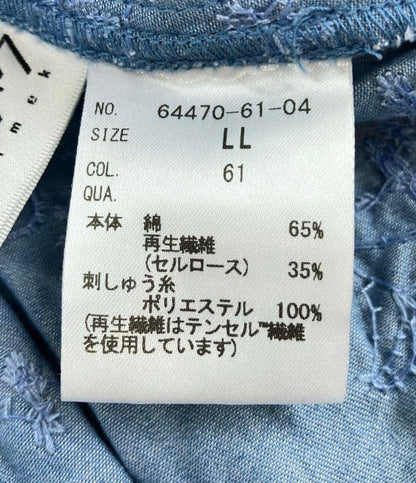 NO. 64470-61-04
SIZE LL
COL. 61
QUA.
本体 綿 65%
再生繊維
(セルロース) 35%
刺しゅう糸
ポリエステル 100%
(再生繊維はテンセル™繊維
を使用しています)